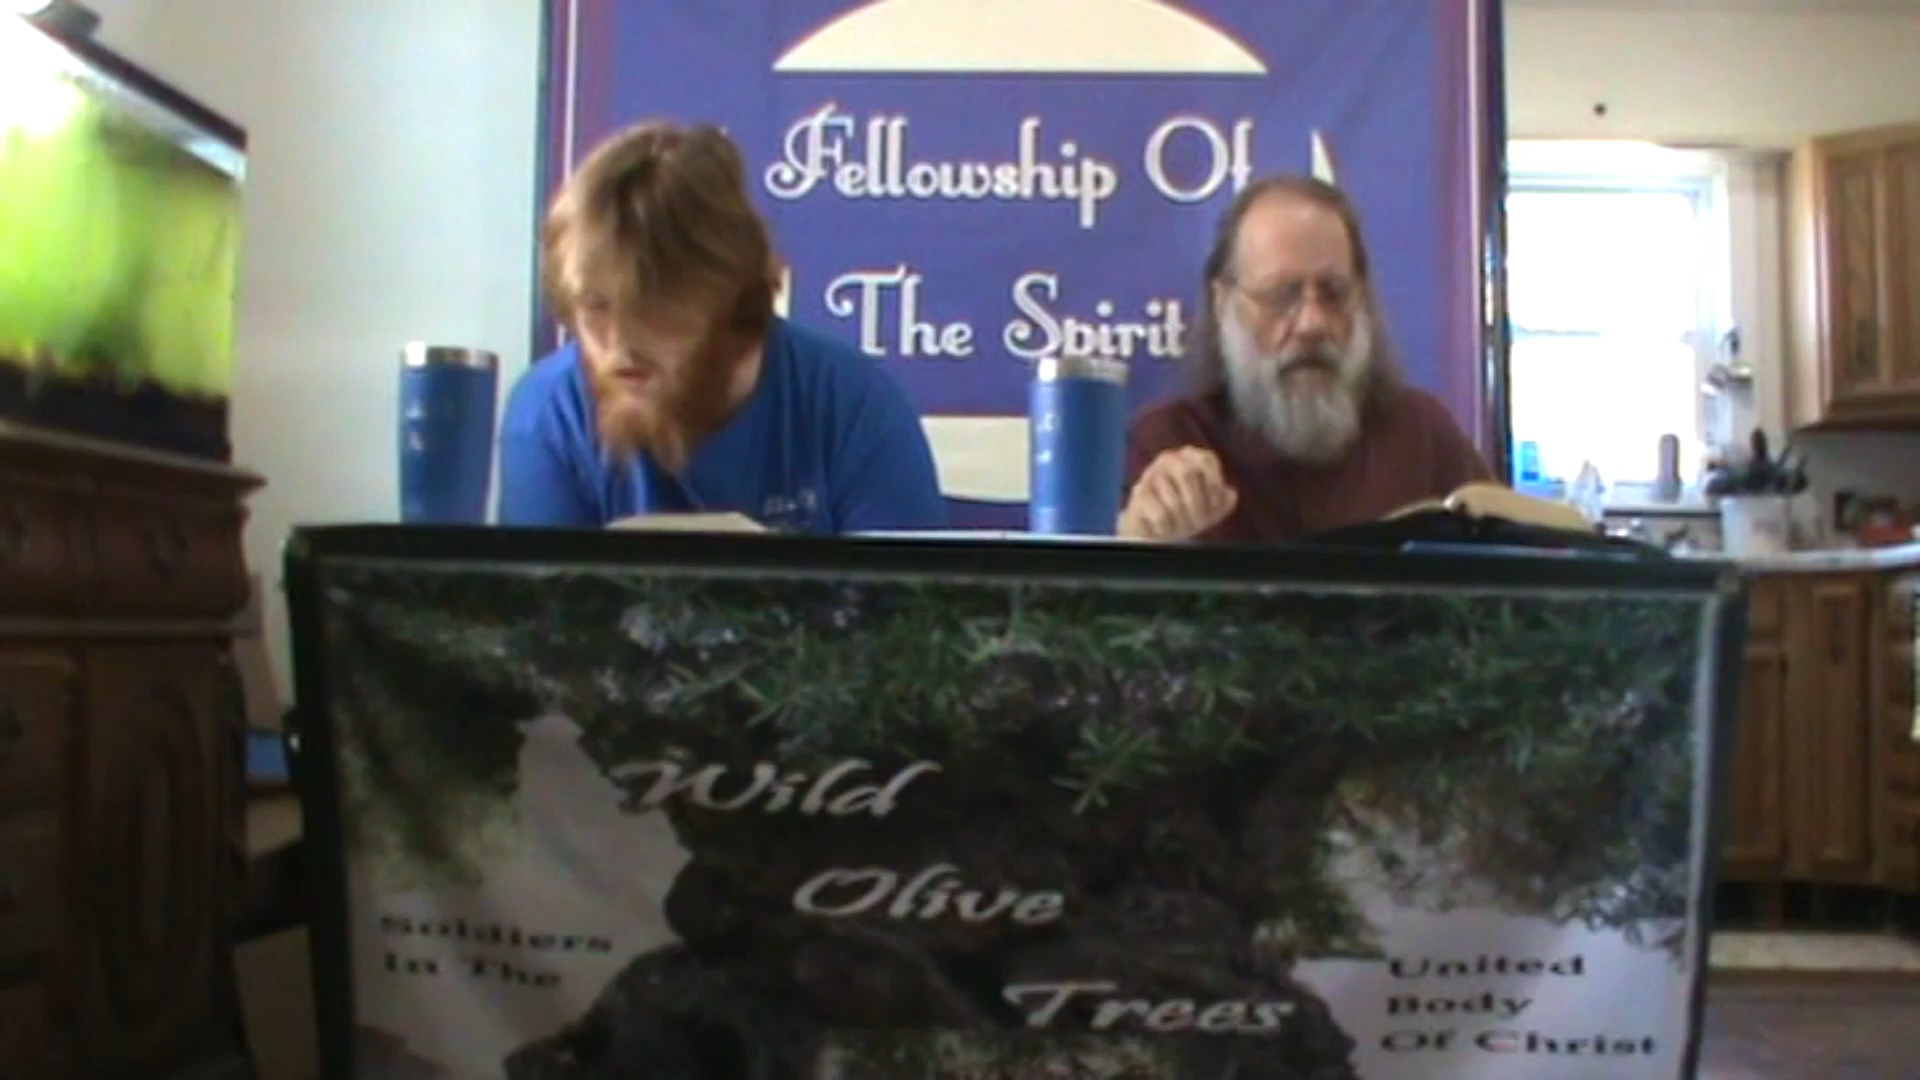 Fellowship Of
The Spirit
Wild
Olive
Trees
Soldiers
In The
United
Body
Of Christ